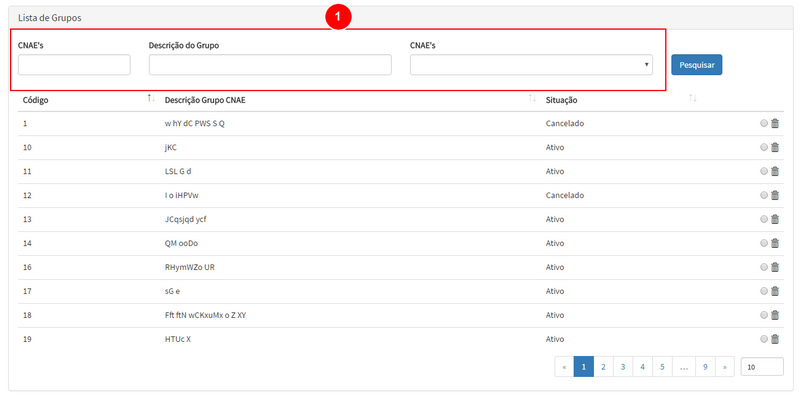 Lista de Grupos
1
CNAE's Descrição do Grupo CNAE's
Pesquisar
Código Descrição Grupo CNAE Situação
1 w hY dC PWS S Q Cancelado
10 jKC Ativo
11 LSL G d Ativo
12 I o iHPVw Cancelado
13 JCqsjqd ycf Ativo
14 QM ooDo Ativo
16 RHymWZo UR Ativo
17 sG e Ativo
18 Fft ftN wCKxuMx o Z XY Ativo
19 HTUc X Ativo
« 1 2 3 4 5 ... 9 » 10